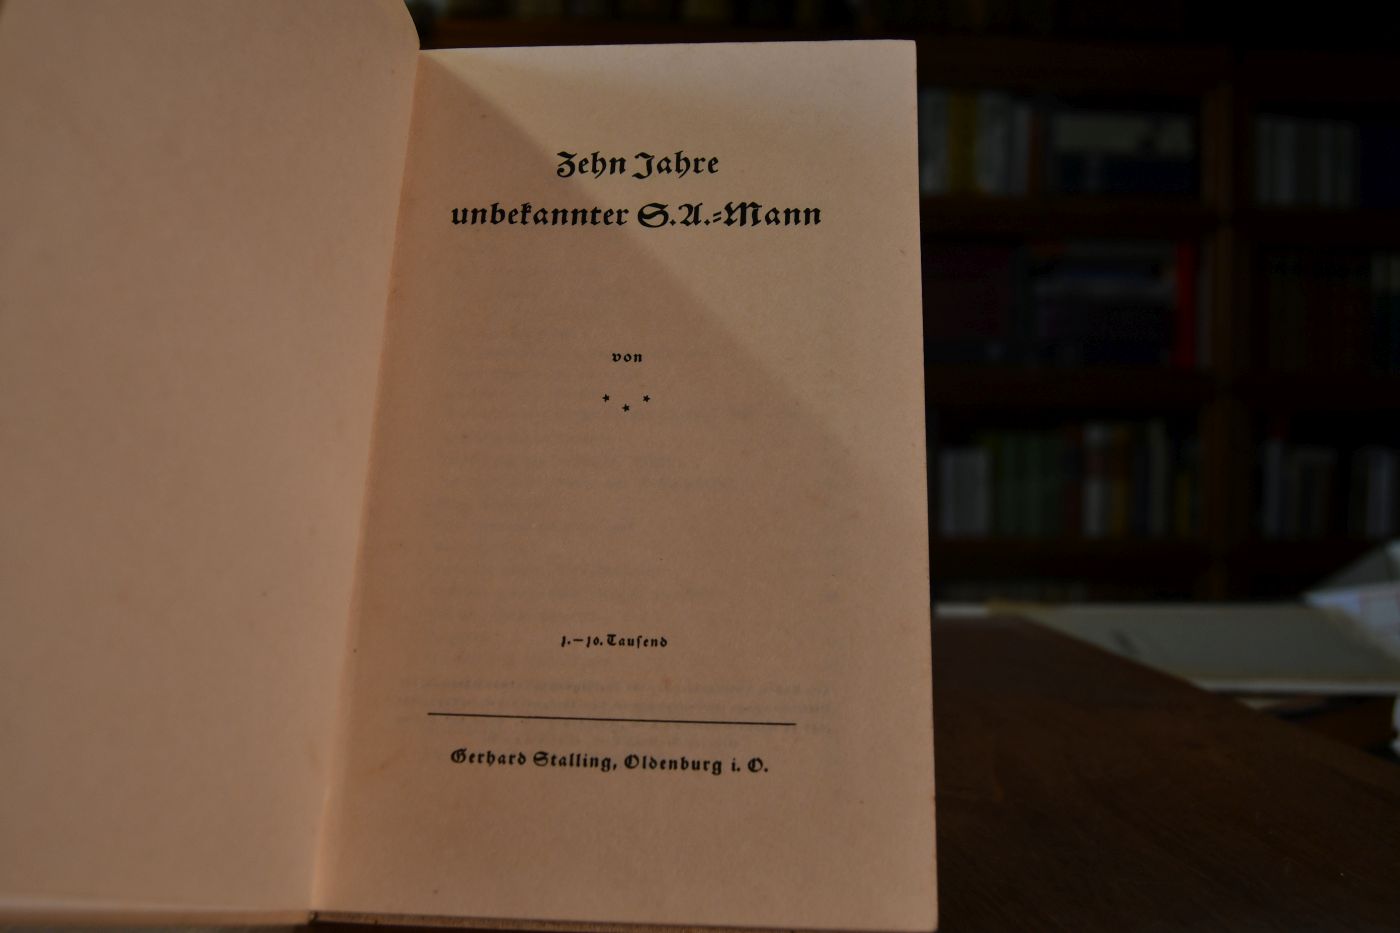 Zehn Jahre
unbekannter S.A.-Mann
von
* * *
1.–10. Tausend
Gerhard Stalling, Oldenburg i. O.